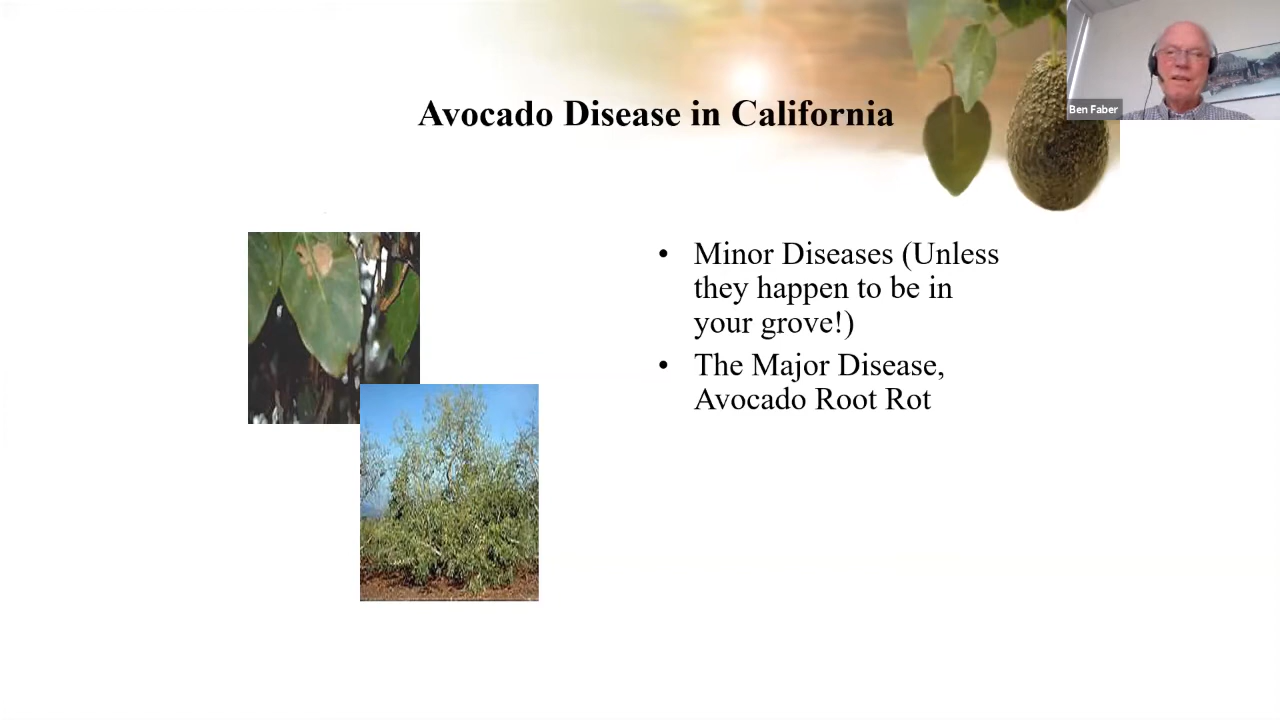 Avocado Disease in California
Ben Faber
• Minor Diseases (Unless
they happen to be in
your grove!)
• The Major Disease,
Avocado Root Rot